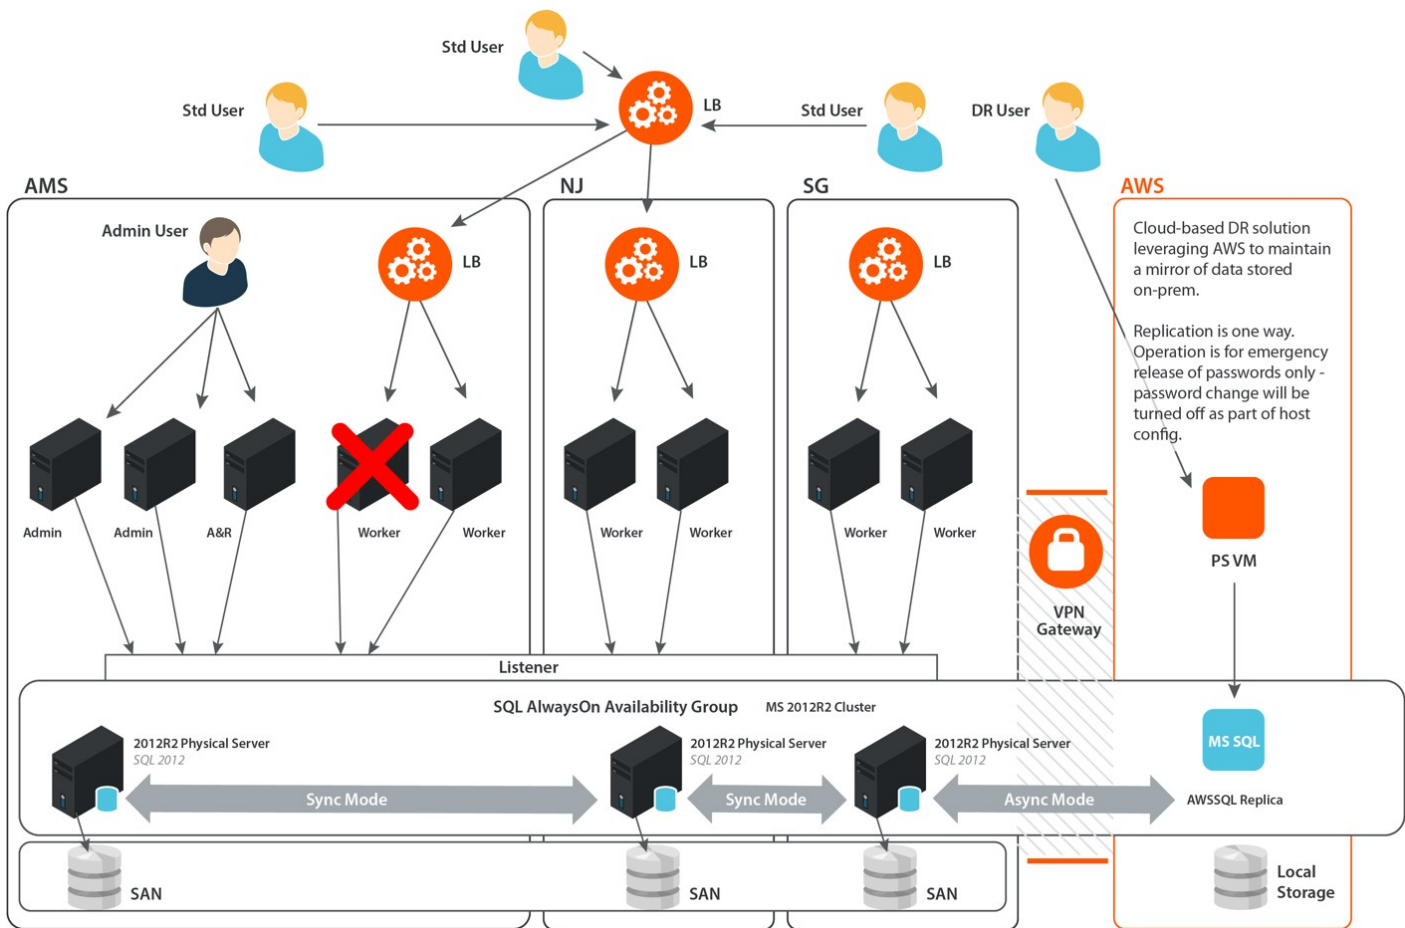 Std User
Std User
LB
Std User
DR User
AMS
NJ
SG
AWS
Admin User
LB
LB
LB
Cloud-based DR solution
leveraging AWS to maintain
a mirror of data stored
on-prem.
Replication is one way.
Operation is for emergency
release of passwords only -
password change will be
turned off as part of host
config.
Admin
Admin
A&R
Worker
Worker
Worker
Worker
Worker
Worker
PS VM
VPN
Gateway
Listener
SQL AlwaysOn Availability Group
MS 2012R2 Cluster
2012R2 Physical Server
SQL 2012
2012R2 Physical Server
SQL 2012
2012R2 Physical Server
SQL 2012
MS SQL
Sync Mode
Sync Mode
Async Mode
AWSSQL Replica
SAN
SAN
SAN
Local
Storage